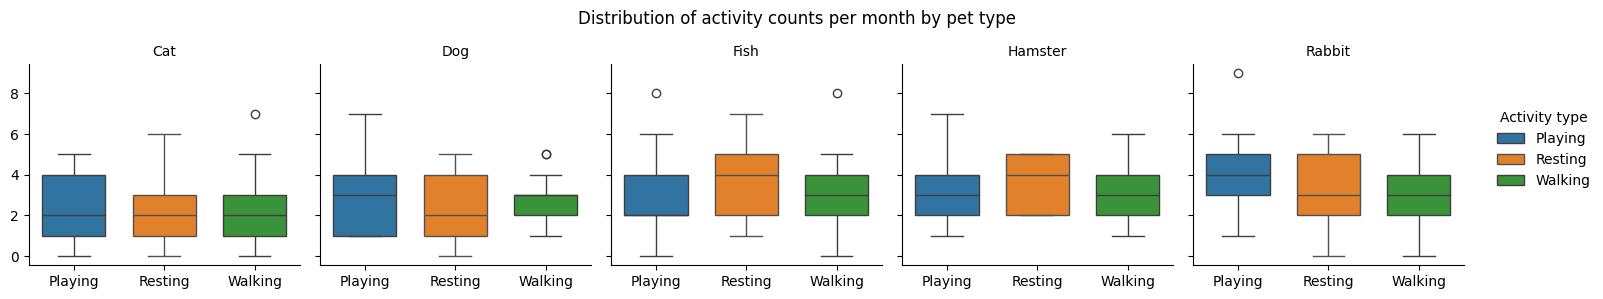 Distribution of activity counts per month by pet type
Cat
Dog
Fish
Hamster
Rabbit
8
6
4
2
0
Playing Resting Walking
Playing Resting Walking
Playing Resting Walking
Playing Resting Walking
Playing Resting Walking
Activity type
Playing
Resting
Walking